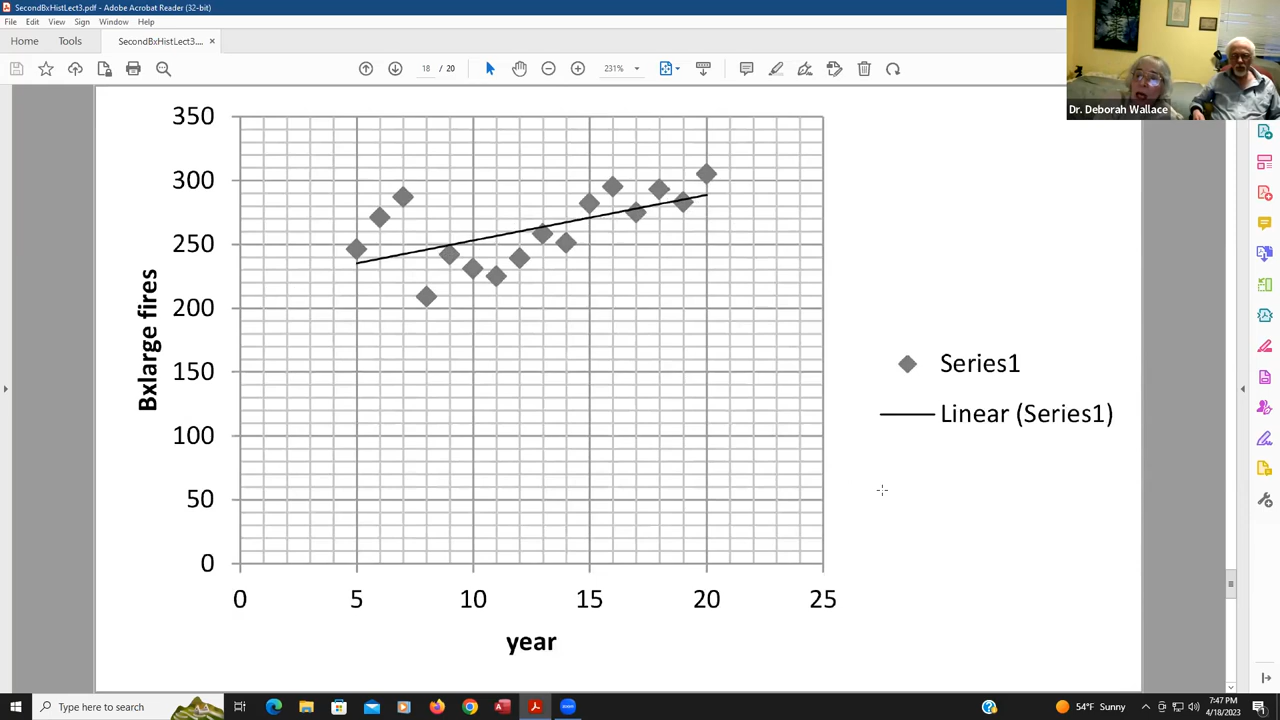 SecondBxHistLect3.pdf - Adobe Acrobat Reader (32-bit)
File Edit View Sign Window Help
Home Tools SecondBxHistLect3.... ×
18 / 20 231%
Dr. Deborah Wallace
350
300
250
200
150
100
50
0
Bxlarge fires
0 5 10 15 20 25
year
Series1
Linear (Series1)
Type here to search
54°F Sunny
7:47 PM
4/18/2023